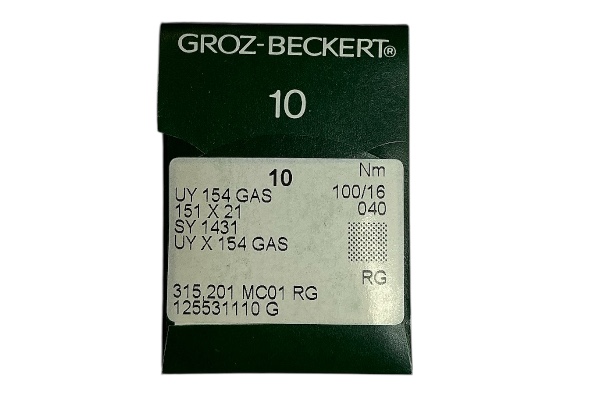 GROZ-BECKERT®
10
10
Nm
UY 154 GAS
100/16
151 X 21
040
SY 1431
UY X 154 GAS
RG
315,201 MC01 RG
125531110 G